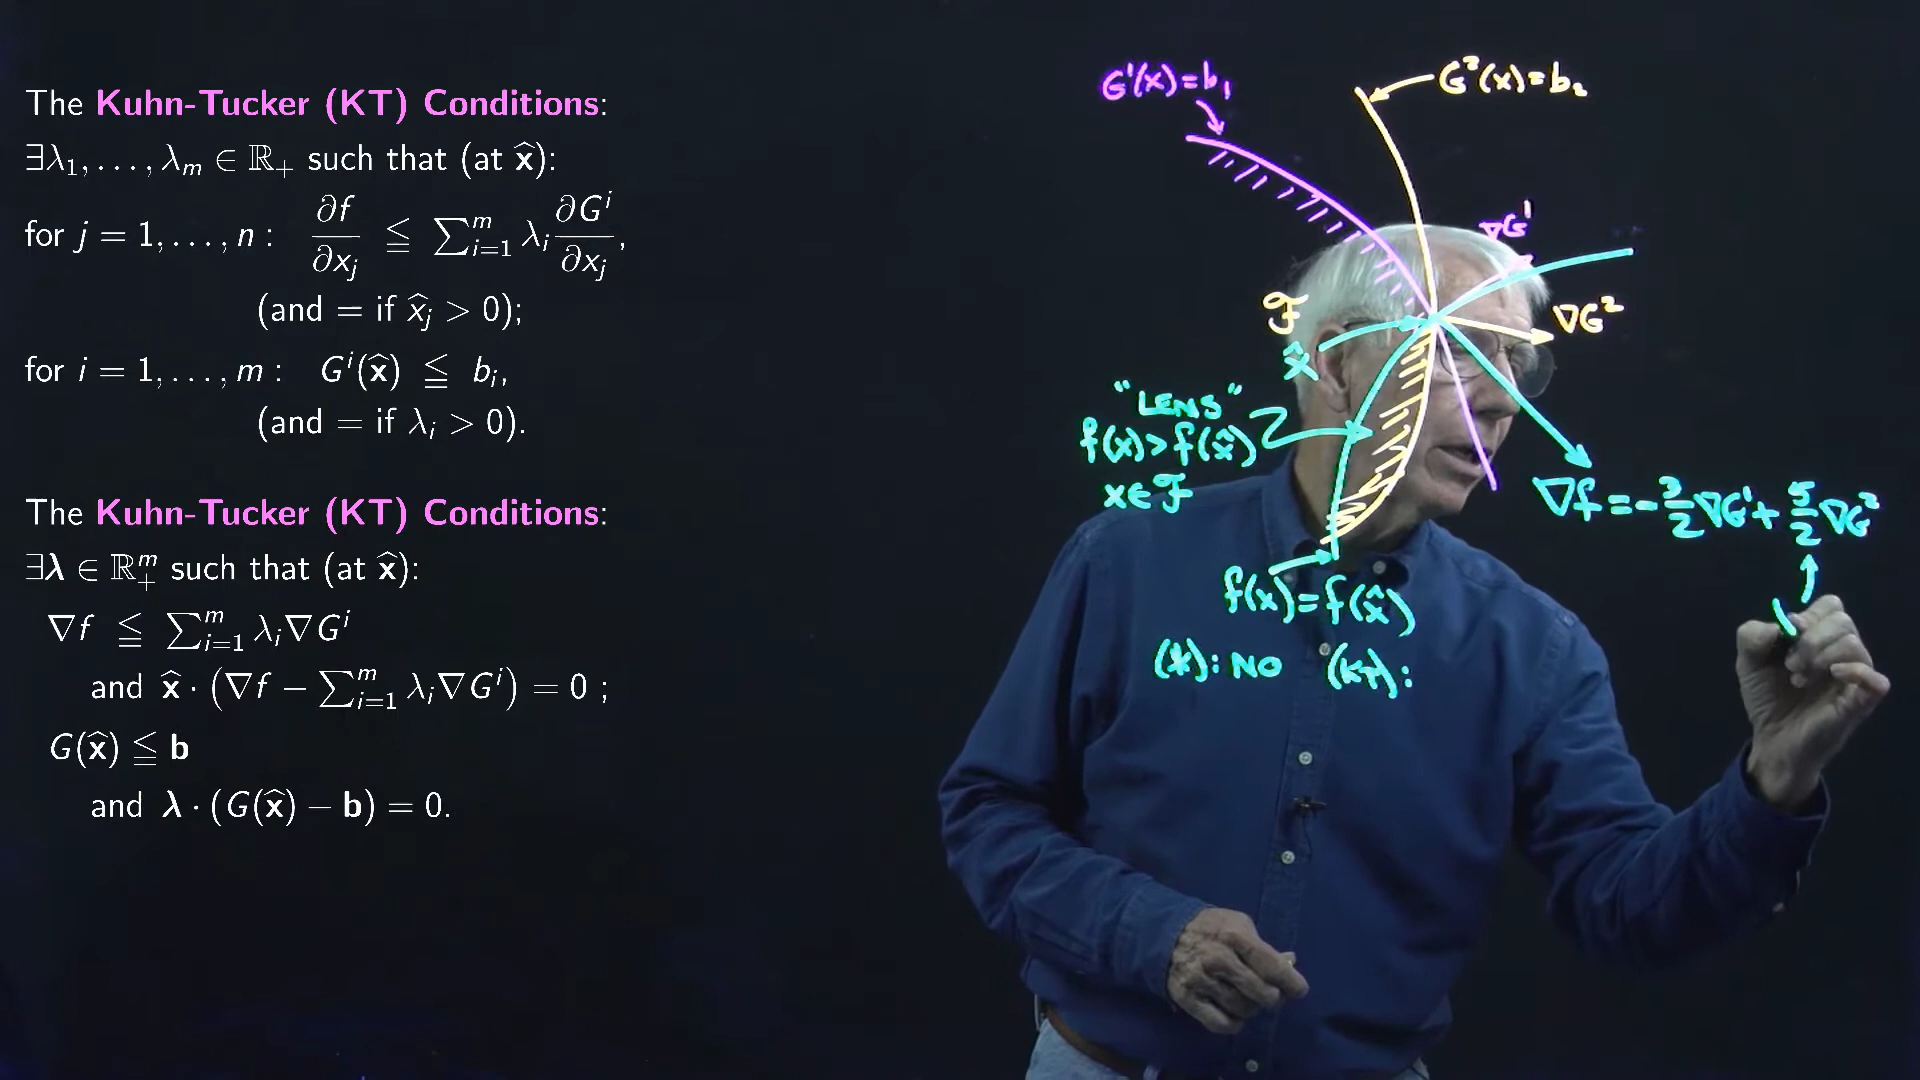 The Kuhn-Tucker (KT) Conditions:
∃λ₁, …, λₘ ∈ ℝ₊ such that (at x̂):
for j = 1, …, n : ∂f/∂xⱼ ≦ ∑ᵢ₌₁ᵐ λᵢ ∂Gⁱ/∂xⱼ,
(and = if x̂ⱼ > 0);
for i = 1, …, m : Gⁱ(x̂) ≦ bᵢ,
(and = if λᵢ > 0).
The Kuhn-Tucker (KT) Conditions:
∃λ ∈ ℝ₊ᵐ such that (at x̂):
∇f ≦ ∑ᵢ₌₁ᵐ λᵢ∇Gⁱ
and x̂ · (∇f − ∑ᵢ₌₁ᵐ λᵢ∇Gⁱ) = 0 ;
G(x̂) ≦ b
and λ · (G(x̂) − b) = 0.
G¹(x)=b₁
G²(x)=b₂
∇G¹
ℱ
∇G²
x̂
"LENS"
f(x)>f(x̂)
x∈ℱ
∇f=-3/2∇G¹+5/2∇G²
f(x)=f(x̂)
(*): NO (KT):